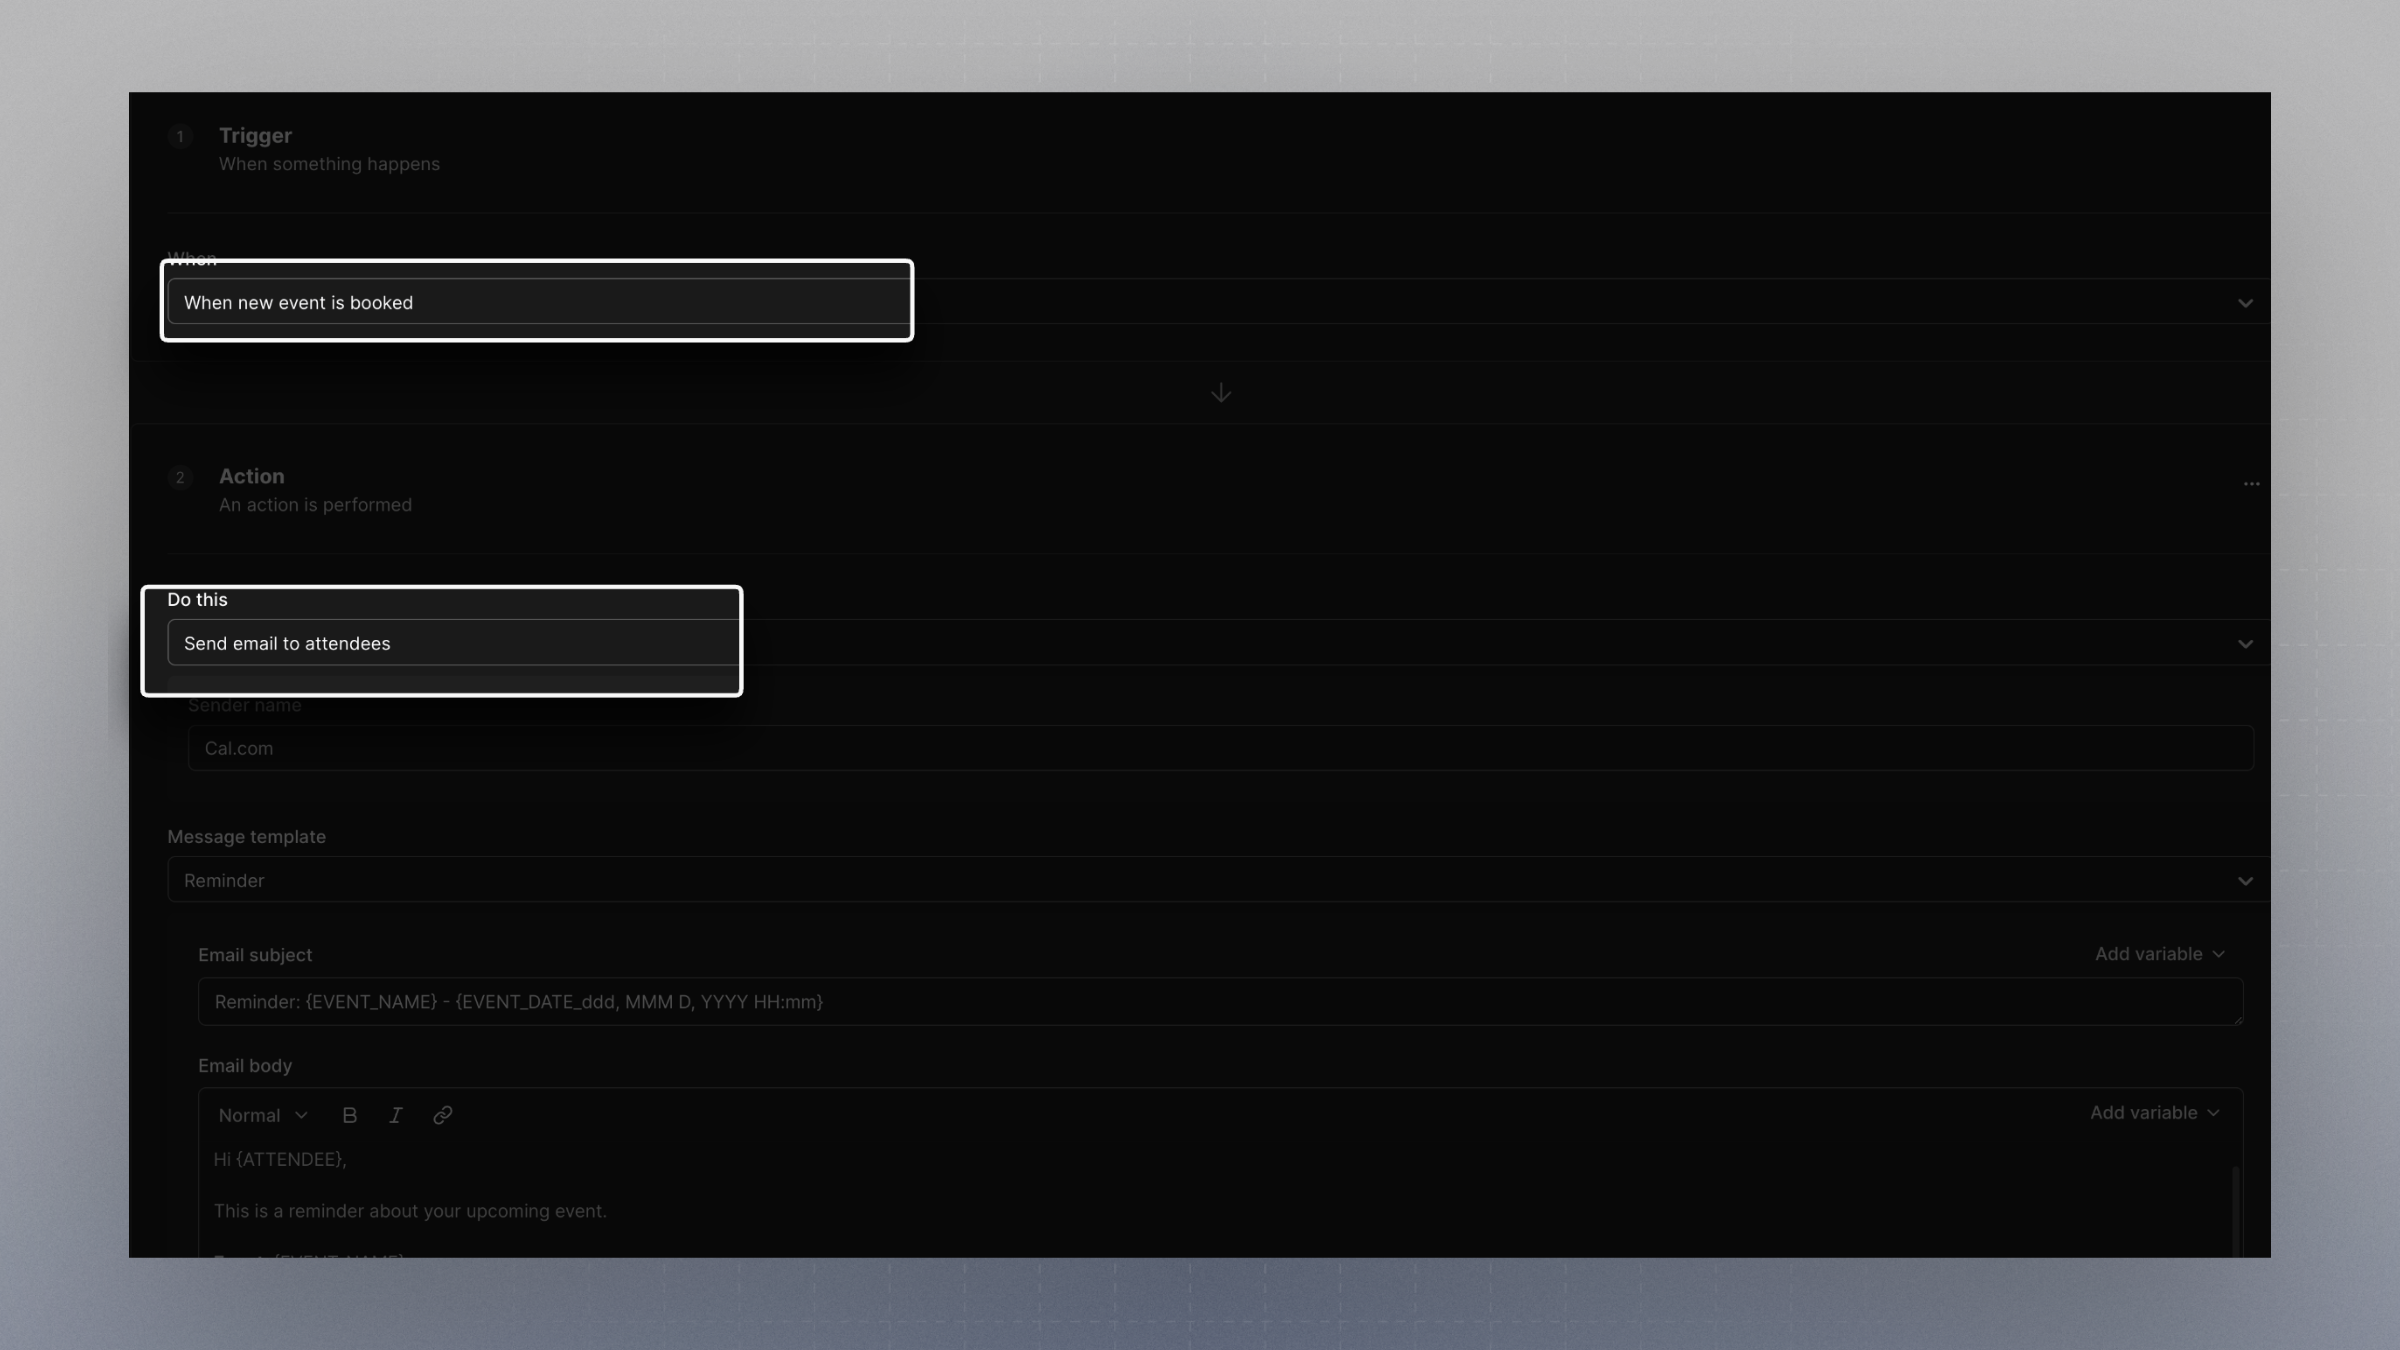 1 Trigger
When something happens
When
When new event is booked
2 Action
An action is performed
Do this
Send email to attendees
Sender name
Cal.com
Message template
Reminder
Email subject
Add variable
Reminder: {EVENT_NAME} - {EVENT_DATE_ddd, MMM D, YYYY HH:mm}
Email body
Normal B I Add variable
Hi {ATTENDEE},
This is a reminder about your upcoming event.